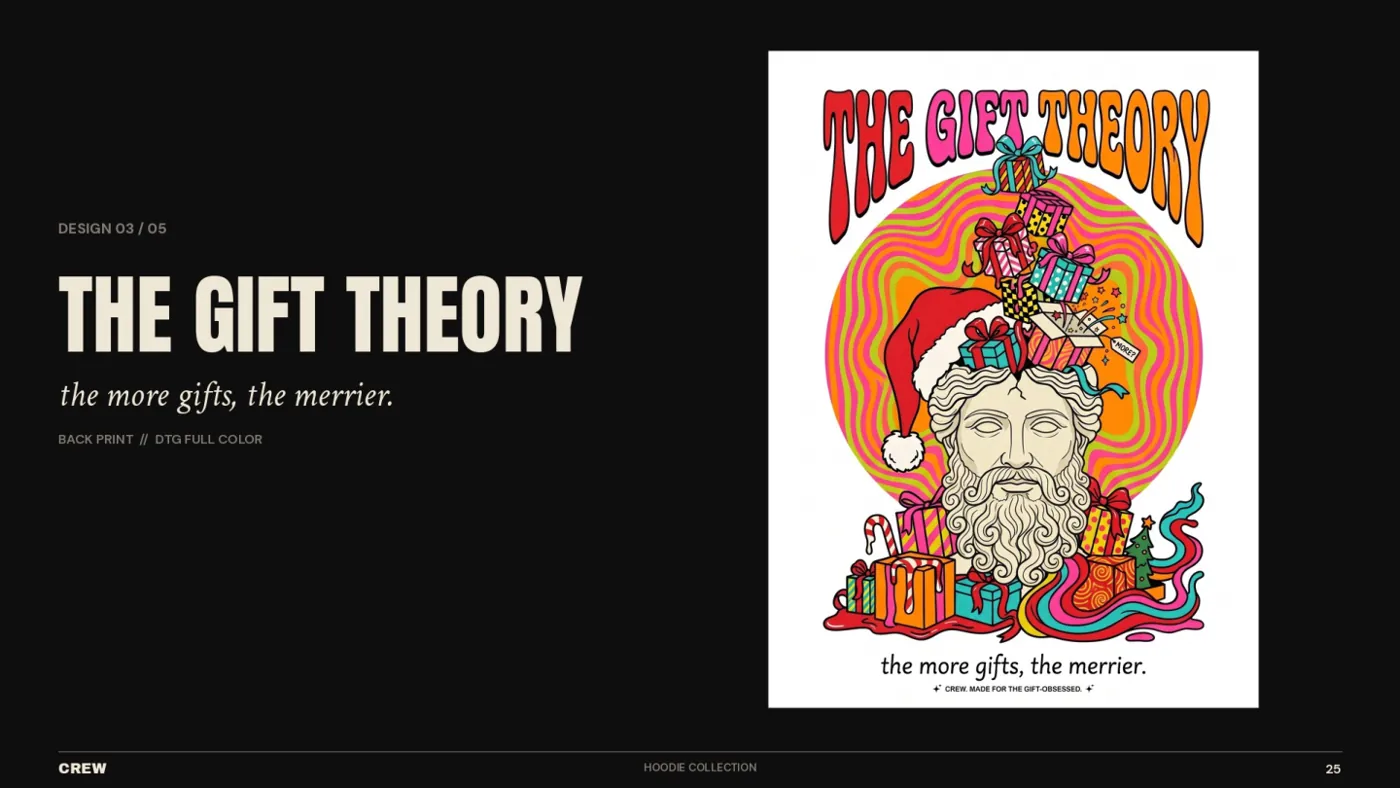 DESIGN 03 / 05
THE GIFT THEORY
the more gifts, the merrier.
BACK PRINT // DTG FULL COLOR
THE GIFT THEORY
MORE?
the more gifts, the merrier.
CREW. MADE FOR THE GIFT-OBSESSED.
CREW
HOODIE COLLECTION
25